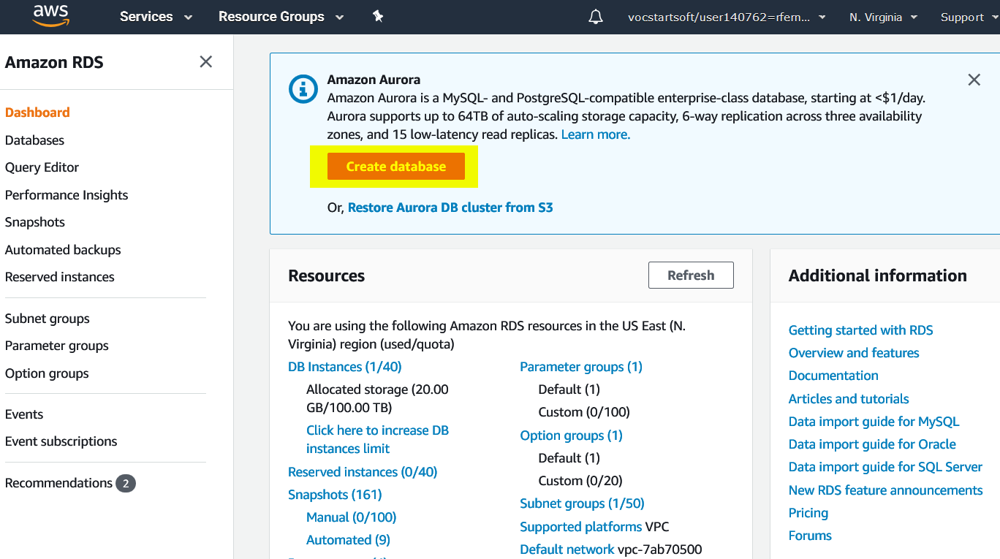 aws
Services
Resource Groups
vocstartsoft/user140762=rfern...
N. Virginia
Support
Amazon RDS
Dashboard
Databases
Query Editor
Performance Insights
Snapshots
Automated backups
Reserved instances
Subnet groups
Parameter groups
Option groups
Events
Event subscriptions
Recommendations 2
Amazon Aurora
Amazon Aurora is a MySQL- and PostgreSQL-compatible enterprise-class database, starting at <$1/day.
Aurora supports up to 64TB of auto-scaling storage capacity, 6-way replication across three availability
zones, and 15 low-latency read replicas. Learn more.
Create database
Or, Restore Aurora DB cluster from S3
Resources
Refresh
You are using the following Amazon RDS resources in the US East (N.
Virginia) region (used/quota)
DB Instances (1/40)
Allocated storage (20.00
GB/100.00 TB)
Click here to increase DB
instances limit
Reserved instances (0/40)
Snapshots (161)
Manual (0/100)
Automated (9)
Parameter groups (1)
Default (1)
Custom (0/100)
Option groups (1)
Default (1)
Custom (0/20)
Subnet groups (1/50)
Supported platforms VPC
Default network vpc-7ab70500
Additional information
Getting started with RDS
Overview and features
Documentation
Articles and tutorials
Data import guide for MySQL
Data import guide for Oracle
Data import guide for SQL Server
New RDS feature announcements
Pricing
Forums